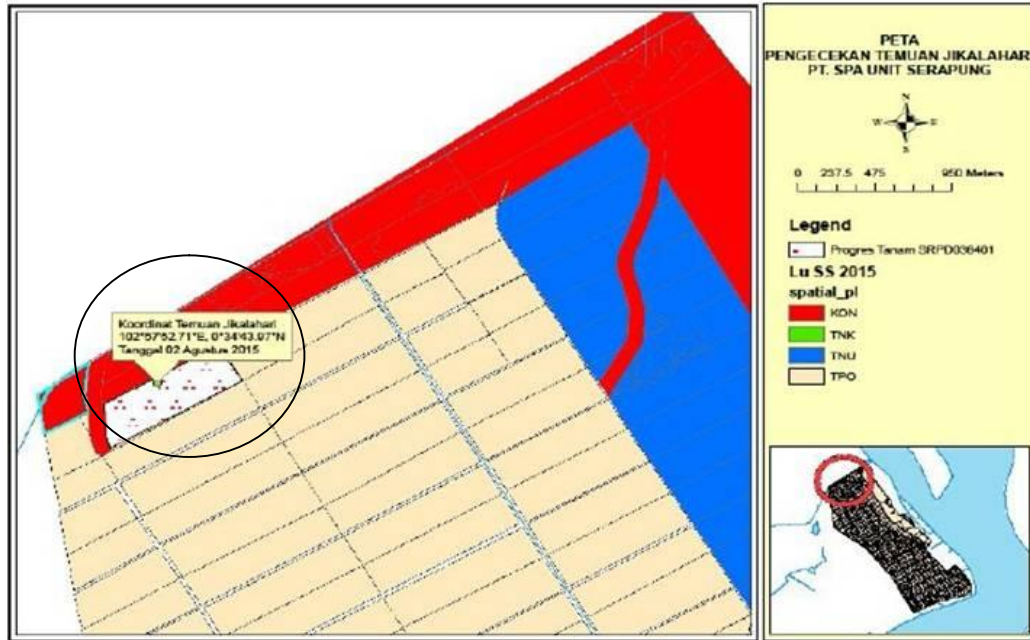 Koordinat Temuan Jikalahari
102°57'52.71"E, 0°34'43.97"N
Tanggal 02 Agustus 2015
PETA
PENGECEKAN TEMUAN JIKALAHARI
PT. SPA UNIT SERAPUNG
N
W E
S
0 237.5 475 950 Meters
Legend
Progres Tanam SRPD036401
Lu SS 2015
spatial_pl
KON
TNK
TNU
TPO